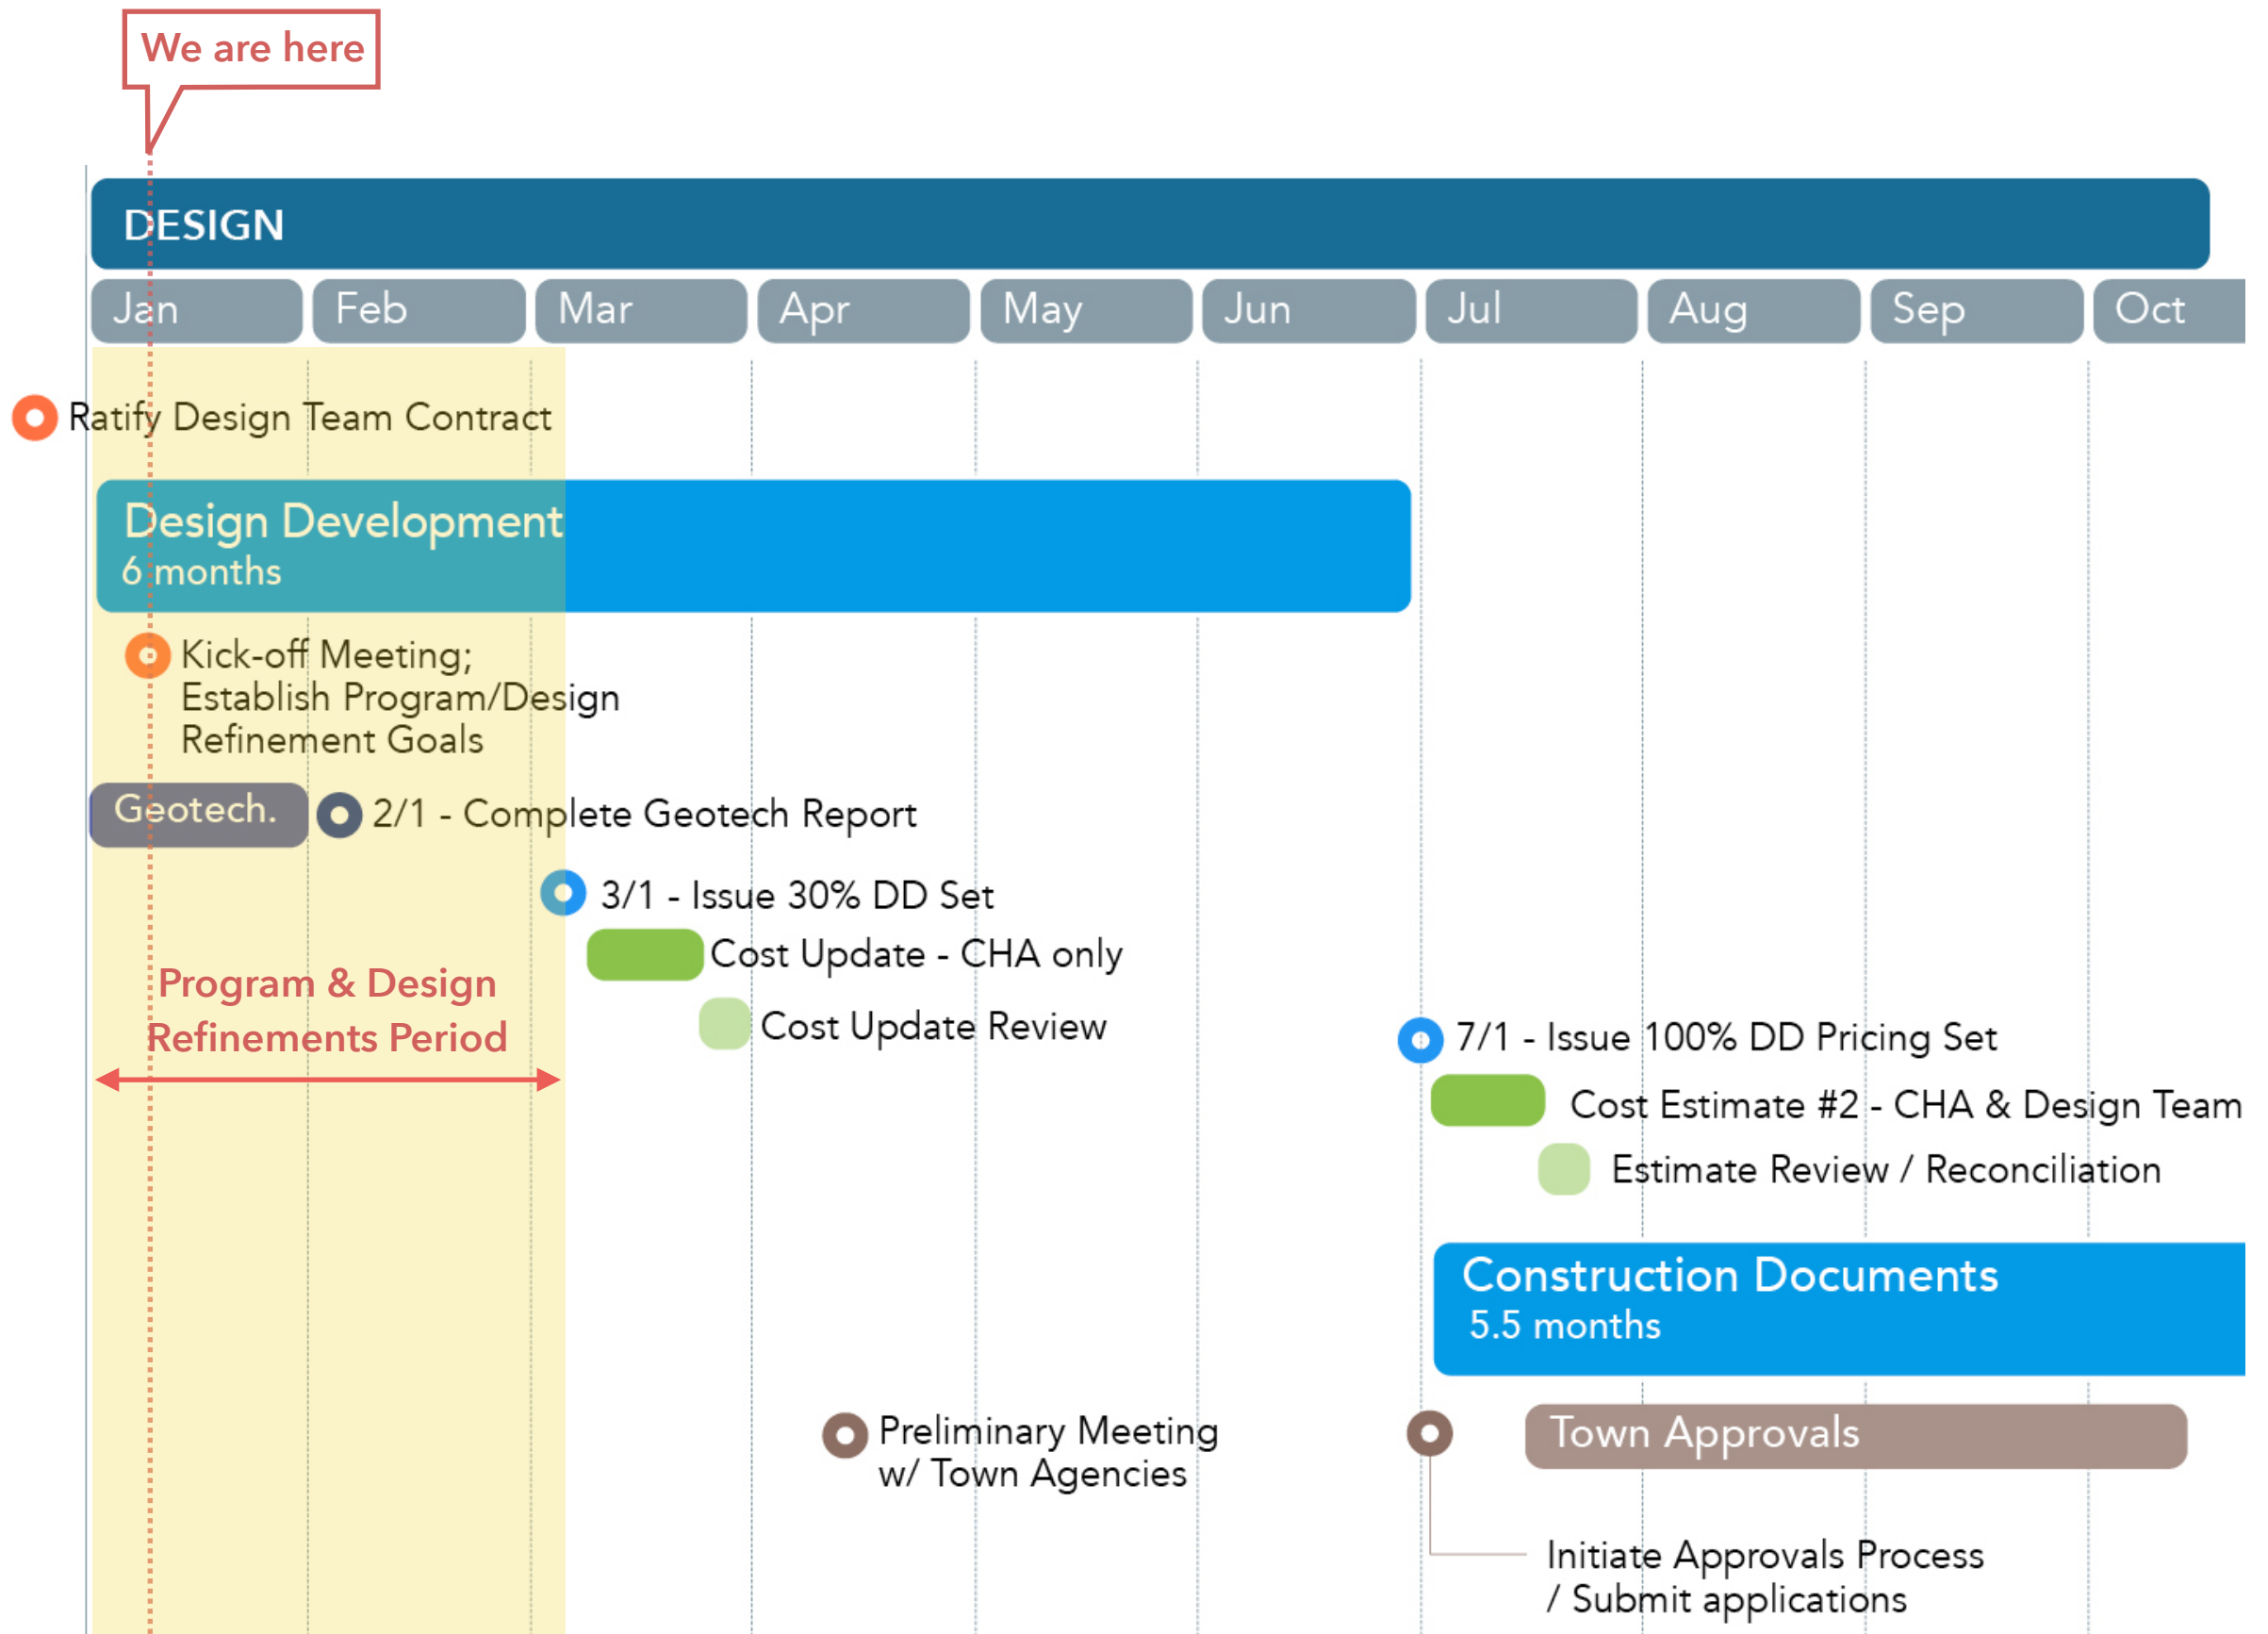 We are here
DESIGN
Jan Feb Mar Apr May Jun Jul Aug Sep Oct
Ratify Design Team Contract
Design Development
6 months
Kick-off Meeting;
Establish Program/Design
Refinement Goals
Geotech.
2/1 - Complete Geotech Report
3/1 - Issue 30% DD Set
Cost Update - CHA only
Program & Design
Refinements Period
Cost Update Review
7/1 - Issue 100% DD Pricing Set
Cost Estimate #2 - CHA & Design Team
Estimate Review / Reconciliation
Construction Documents
5.5 months
Preliminary Meeting
w/ Town Agencies
Town Approvals
Initiate Approvals Process
/ Submit applications